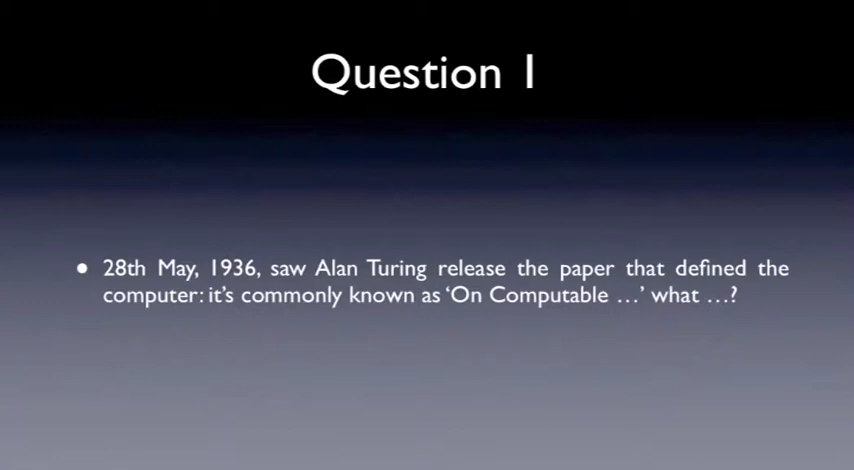 Question 1
• 28th May, 1936, saw Alan Turing release the paper that defined the
computer: it's commonly known as ‘On Computable …’ what …?